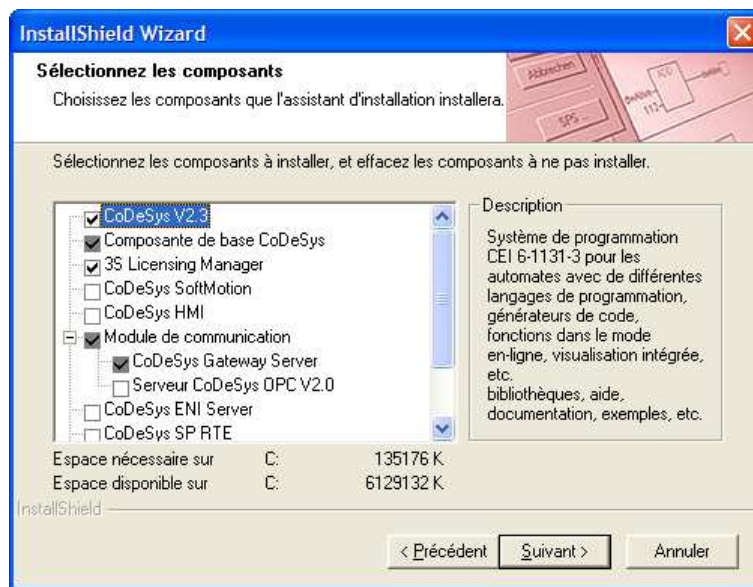 InstallShield Wizard
Sélectionnez les composants
Choisissez les composants que l'assistant d'installation installera.
Abbrechen
SPS ...
112
Sélectionnez les composants à installer, et effacez les composants à ne pas installer.
CoDeSys V2.3
Composante de base CoDeSys
3S Licensing Manager
CoDeSys SoftMotion
CoDeSys HMI
Module de communication
CoDeSys Gateway Server
Serveur CoDeSys OPC V2.0
CoDeSys ENI Server
CoDeSys SP RTE
Description
Système de programmation
CEI 6-1131-3 pour les
automates avec de différentes
langages de programmation,
générateurs de code,
fonctions dans le mode
en-ligne, visualisation intégrée,
etc.
bibliothèques, aide,
documentation, exemples, etc.
Espace nécessaire sur C: 135176 K
Espace disponible sur C: 6129132 K
InstallShield
< Précédent
Suivant >
Annuler